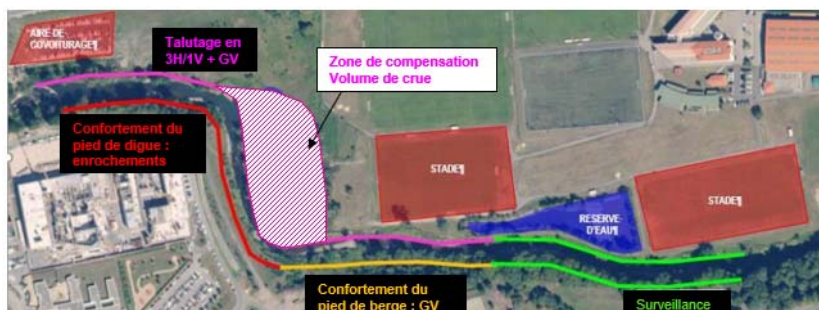 AIRE DE
COVOITURAGE¶
Talutage en
3H/1V + GV
Zone de compensation
Volume de crue
Confortement du
pied de digue :
enrochements
STADE¶
RESERVE-
D'EAU¶
STADE¶
Confortement du
pied de berge : GV
Surveillance